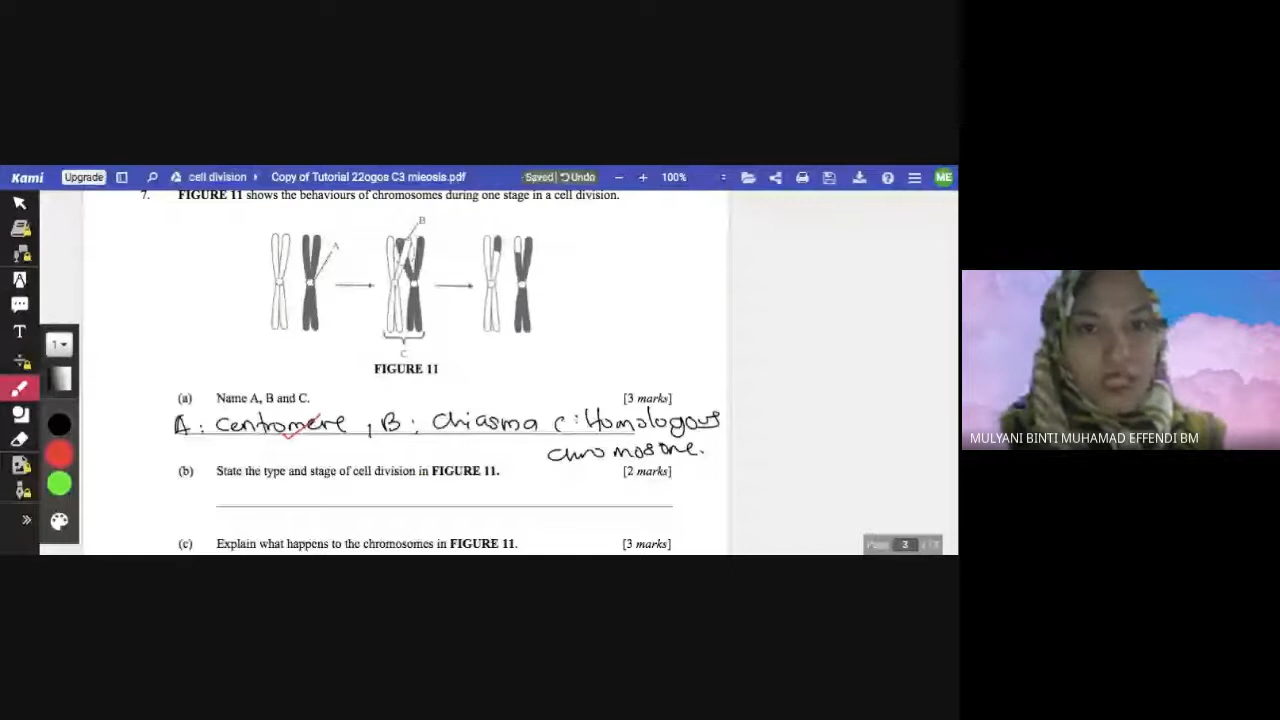 Kami
Upgrade
cell division
Copy of Tutorial 22ogos C3 mieosis.pdf
Saved
Undo
100%
ME
7. FIGURE 11 shows the behaviours of chromosomes during one stage in a cell division.
B
A
C
FIGURE 11
(a) Name A, B and C. [3 marks]
A: Centromere, B: Chiasma C: Homologous
chromosone.
(b) State the type and stage of cell division in FIGURE 11. [2 marks]
(c) Explain what happens to the chromosomes in FIGURE 11. [3 marks]
T
1
Page 3
MULYANI BINTI MUHAMAD EFFENDI BM